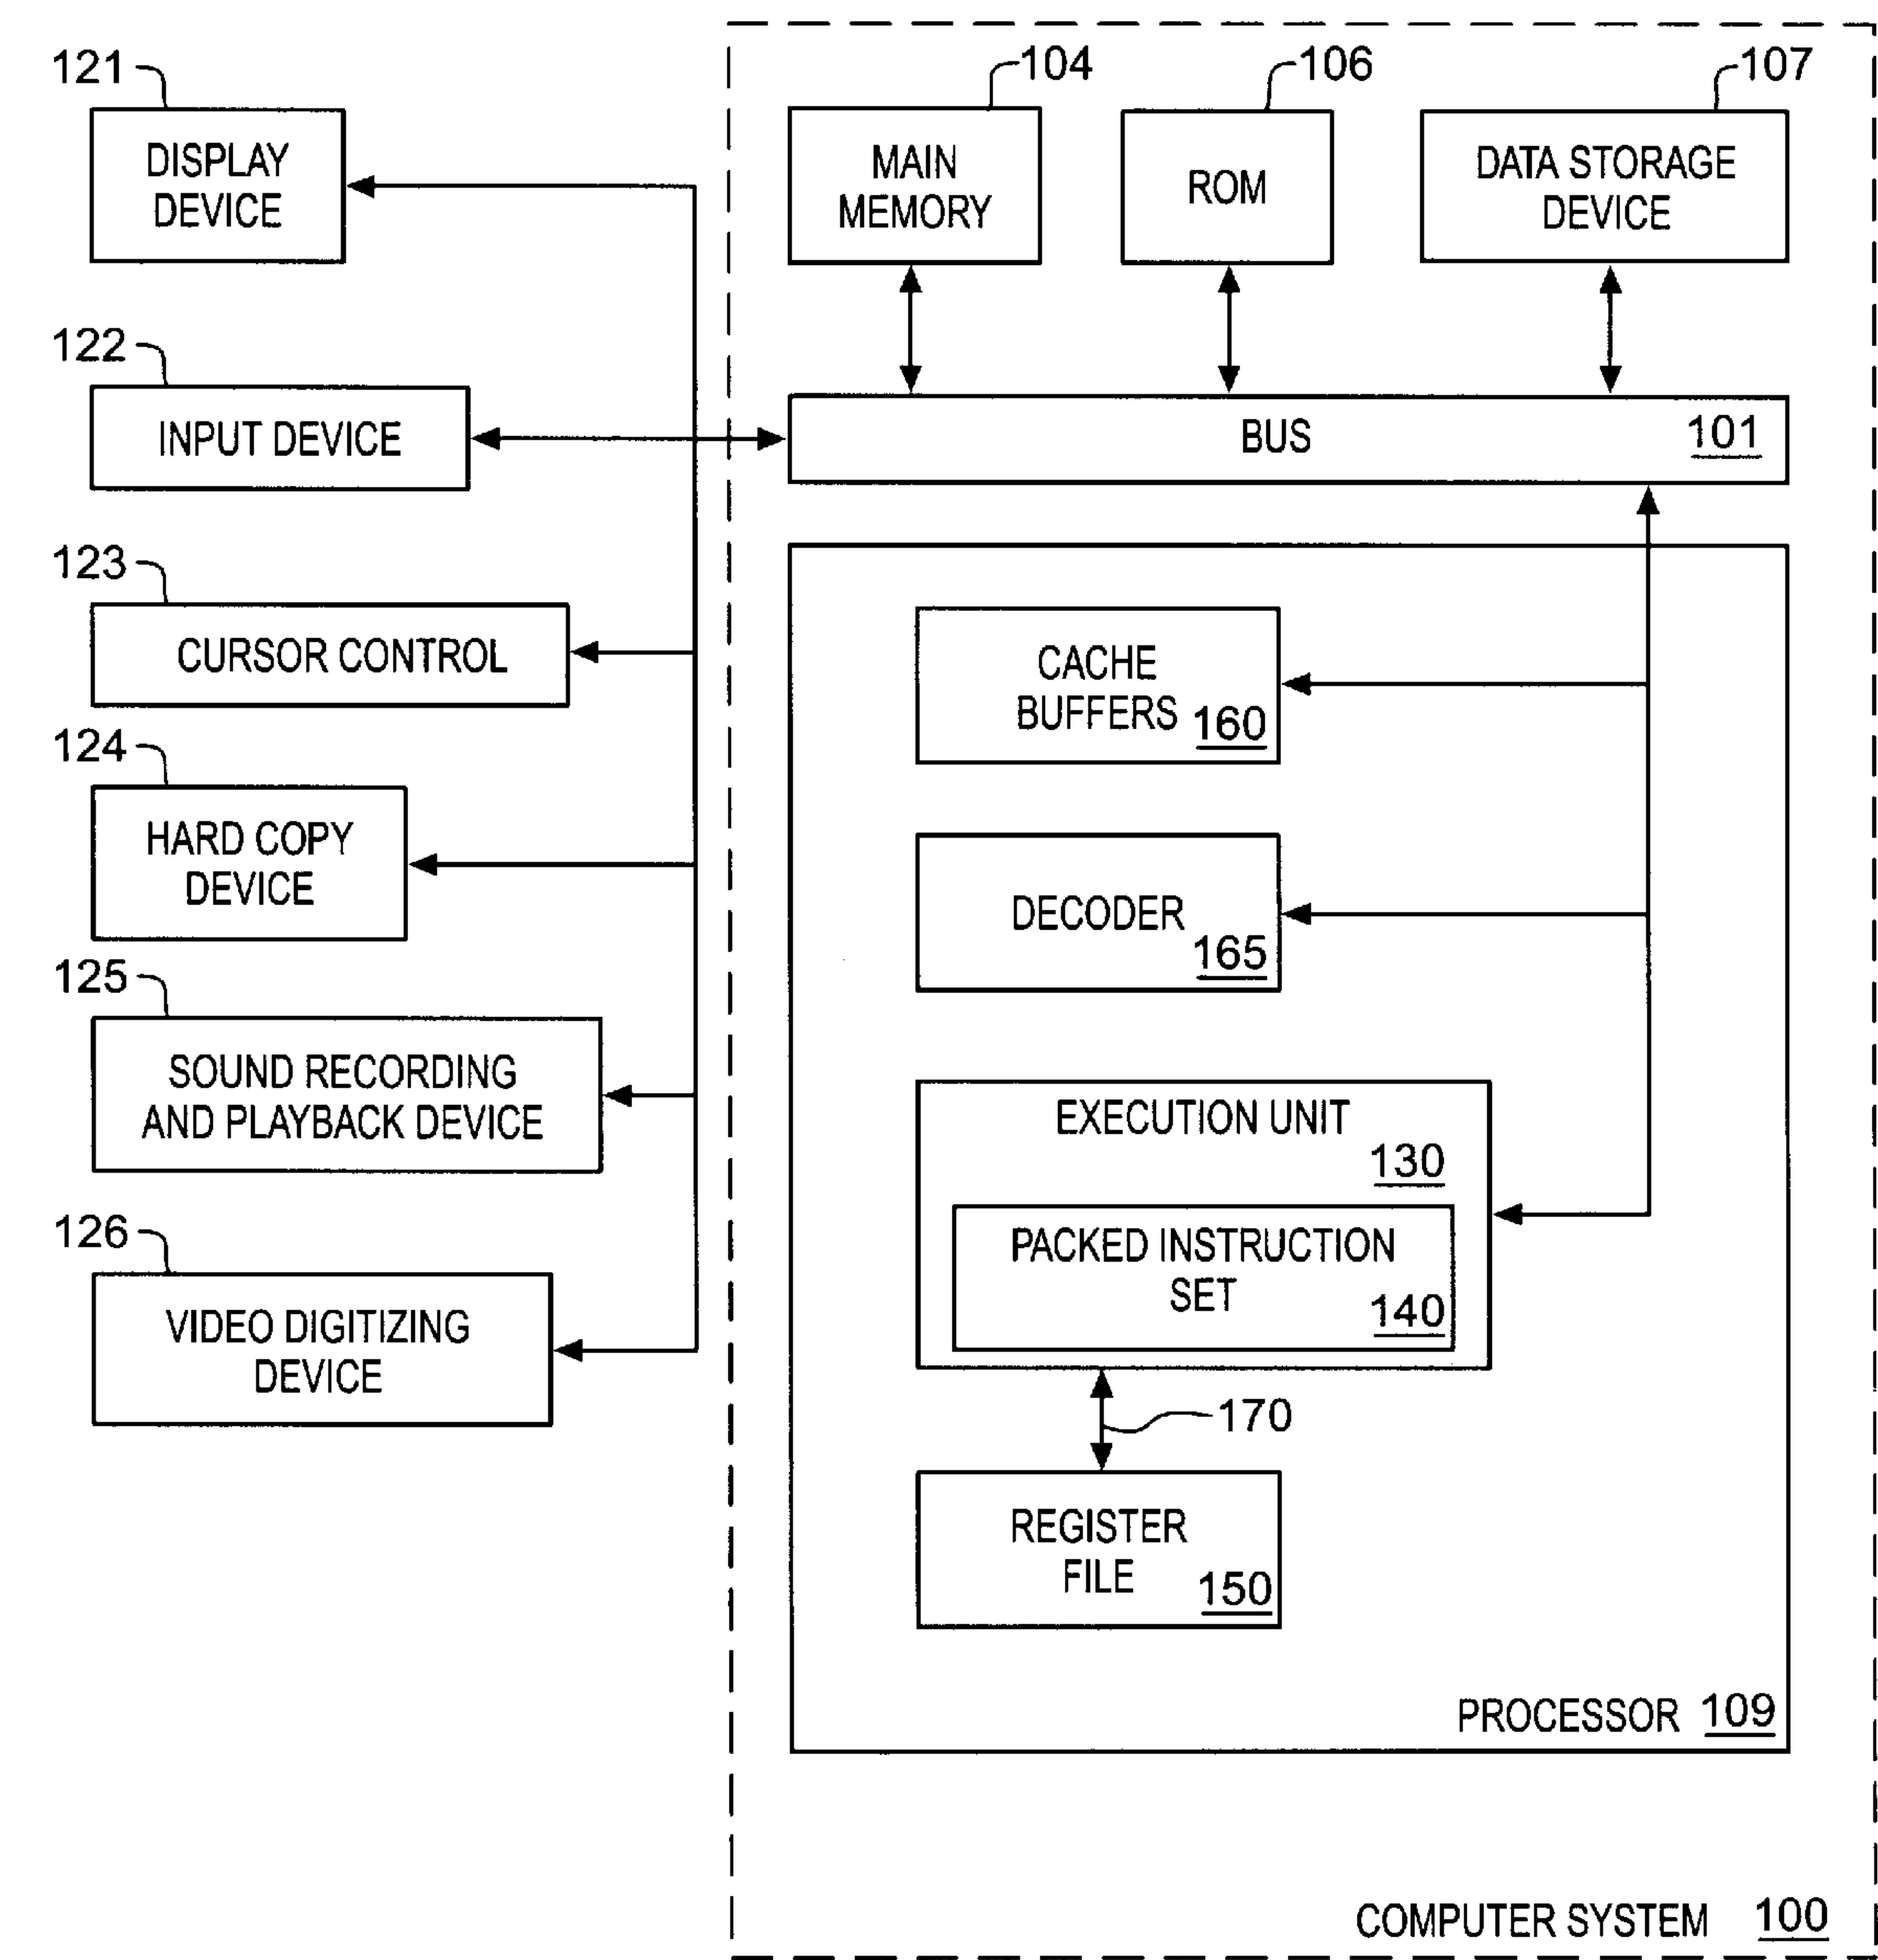 121
DISPLAY
DEVICE
122
INPUT DEVICE
123
CURSOR CONTROL
124
HARD COPY
DEVICE
125
SOUND RECORDING
AND PLAYBACK DEVICE
126
VIDEO DIGITIZING
DEVICE
104
MAIN
MEMORY
106
ROM
107
DATA STORAGE
DEVICE
BUS 101
CACHE
BUFFERS 160
DECODER
165
EXECUTION UNIT
130
PACKED INSTRUCTION
SET 140
170
REGISTER
FILE 150
PROCESSOR 109
COMPUTER SYSTEM 100